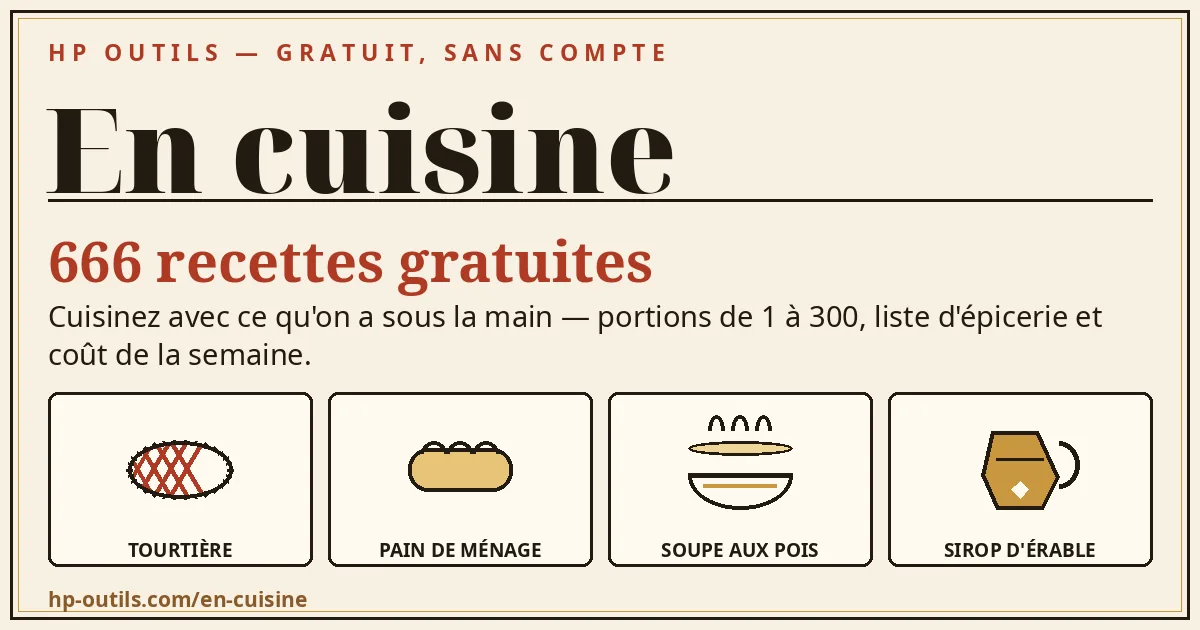 HP OUTILS — GRATUIT, SANS COMPTE
En cuisine
666 recettes gratuites
Cuisinez avec ce qu'on a sous la main — portions de 1 à 300, liste d'épicerie et
coût de la semaine.
TOURTIÈRE
PAIN DE MÉNAGE
SOUPE AUX POIS
SIROP D'ÉRABLE
hp-outils.com/en-cuisine